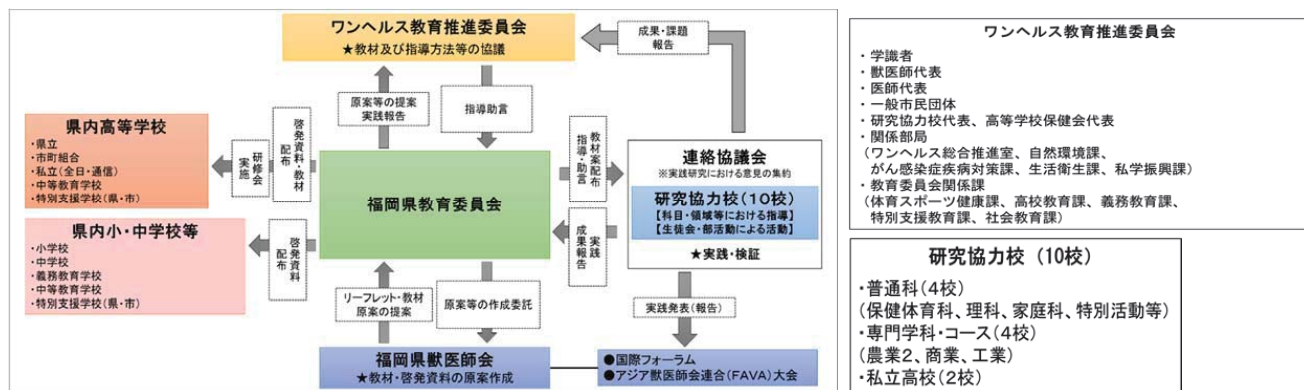 ワンヘルス教育推進委員会
★教材及び指導方法等の協議
成果・課題
報告
原案等の提案
実践報告
指導助言
県内高等学校
・県立
・市町組合
・私立(全日・通信)
・中等教育学校
・特別支援学校(県・市)
研修会
実施
啓発資料・教材
配布
福岡県教育委員会
教材案配布
指導・助言
実践
成果報告
連絡協議会
※実践研究における意見の集約
研究協力校(10校)
【科目・領域等における指導】
【生徒会・部活動による活動】
★実践・検証
県内小・中学校等
・小学校
・中学校
・義務教育学校
・中等教育学校
・特別支援学校(県・市)
啓発資料
配布
リーフレット・教材
原案の提案
原案等の作成委託
実践発表(報告)
福岡県獣医師会
★教材・啓発資料の原案作成
●国際フォーラム
●アジア獣医師会連合(FAVA)大会
ワンヘルス教育推進委員会
・学識者
・獣医師代表
・医師代表
・一般市民団体
・研究協力校代表、高等学校保健会代表
・関係部局
(ワンヘルス総合推進室、自然環境課、
がん感染症疾病対策課、生活衛生課、私学振興課)
・教育委員会関係課
(体育スポーツ健康課、高校教育課、義務教育課、
特別支援教育課、社会教育課)
研究協力校 (10校)
・普通科(4校)
(保健体育科、理科、家庭科、特別活動等)
・専門学科・コース(4校)
(農業2、商業、工業)
・私立高校(2校)